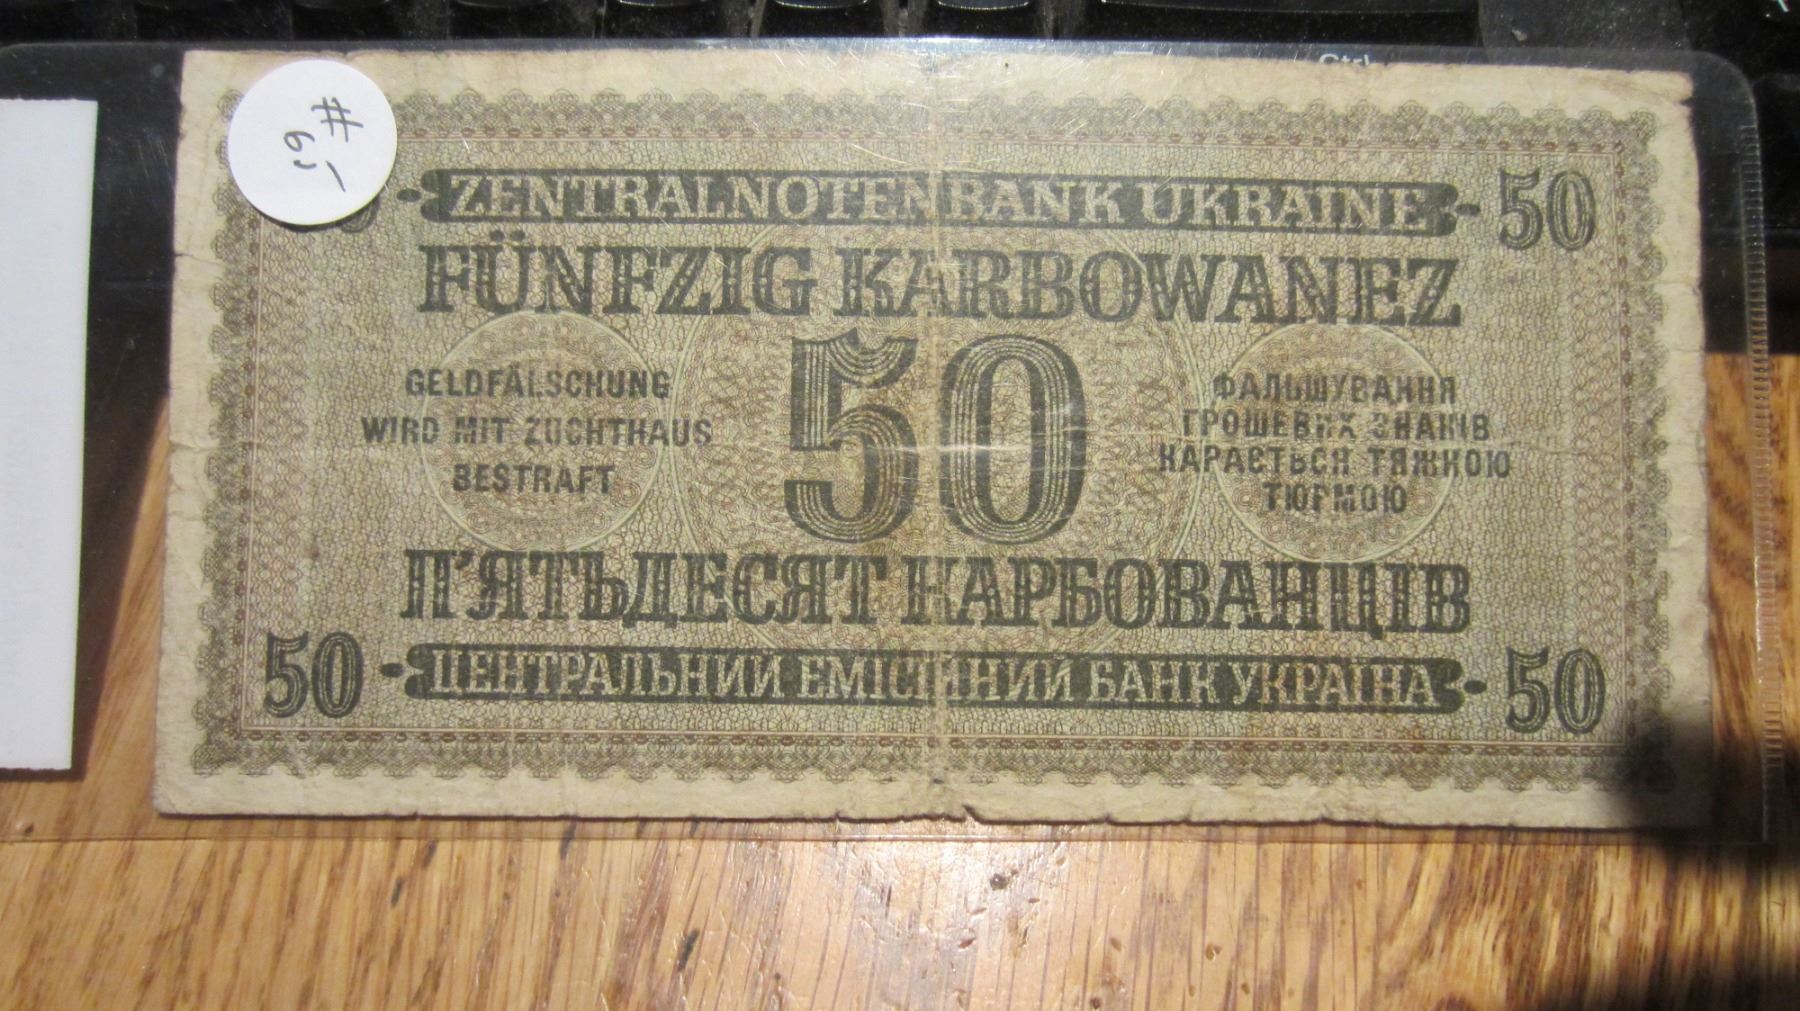 Ctrl
ZENTRALNOTENBANK UKRAINE
50
FÜNFZIG KARBOWANEZ
GELDFÄLSCHUNG
WIRD MIT ZUCHTHAUS
BESTRAFT
50
ФАЛЬШУВАННЯ
ГРОШЕВИХ ЗНАКІВ
КАРАЄТЬСЯ ТЯЖКОЮ
ТЮРМОЮ
П'ЯТЬДЕСЯТ КАРБОВАНЦІВ
50
ЦЕНТРАЛЬНИЙ ЕМІСІЙНИЙ БАНК УКРАЇНА
50